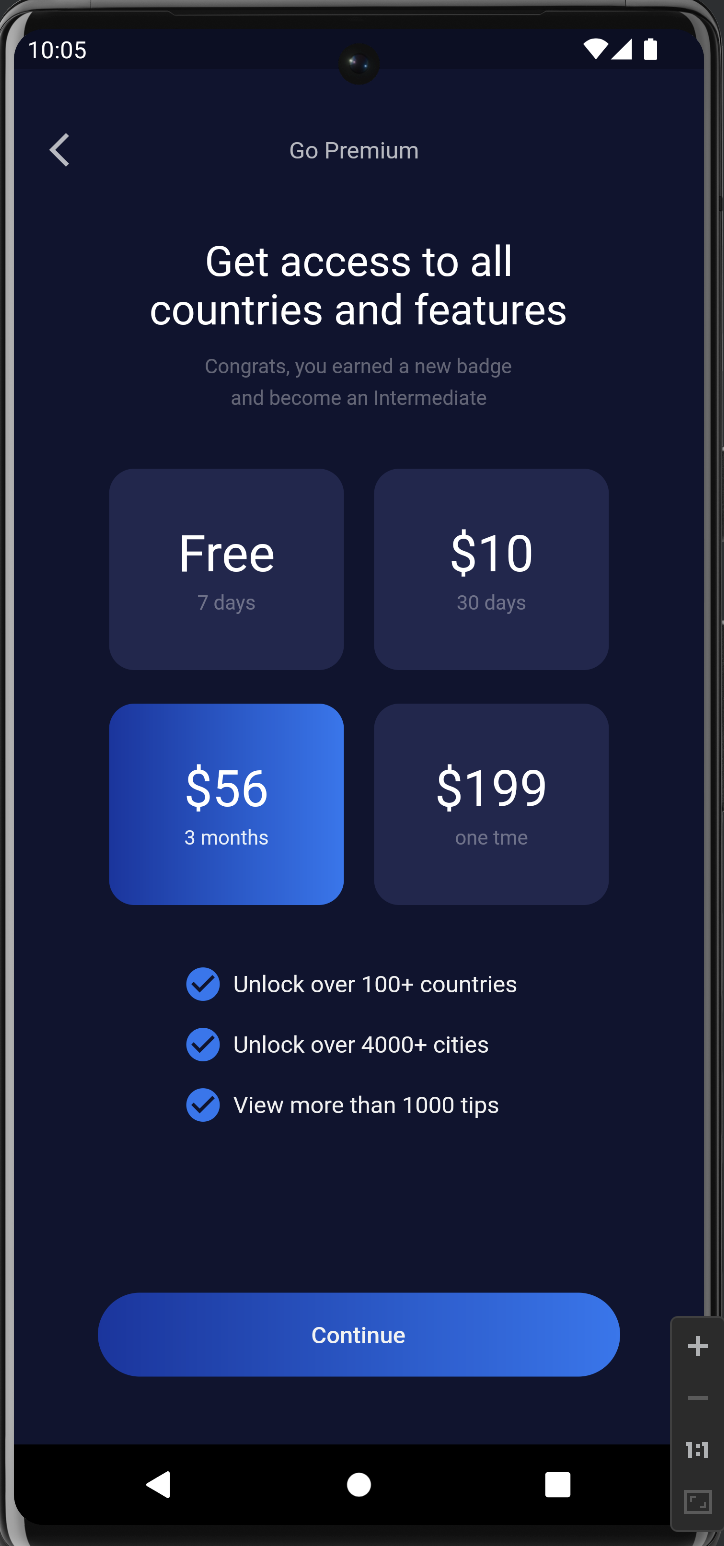 10:05
Go Premium
Get access to all
countries and features
Congrats, you earned a new badge
and become an Intermediate
Free
7 days
$10
30 days
$56
3 months
$199
one tme
Unlock over 100+ countries
Unlock over 4000+ cities
View more than 1000 tips
Continue
1:1